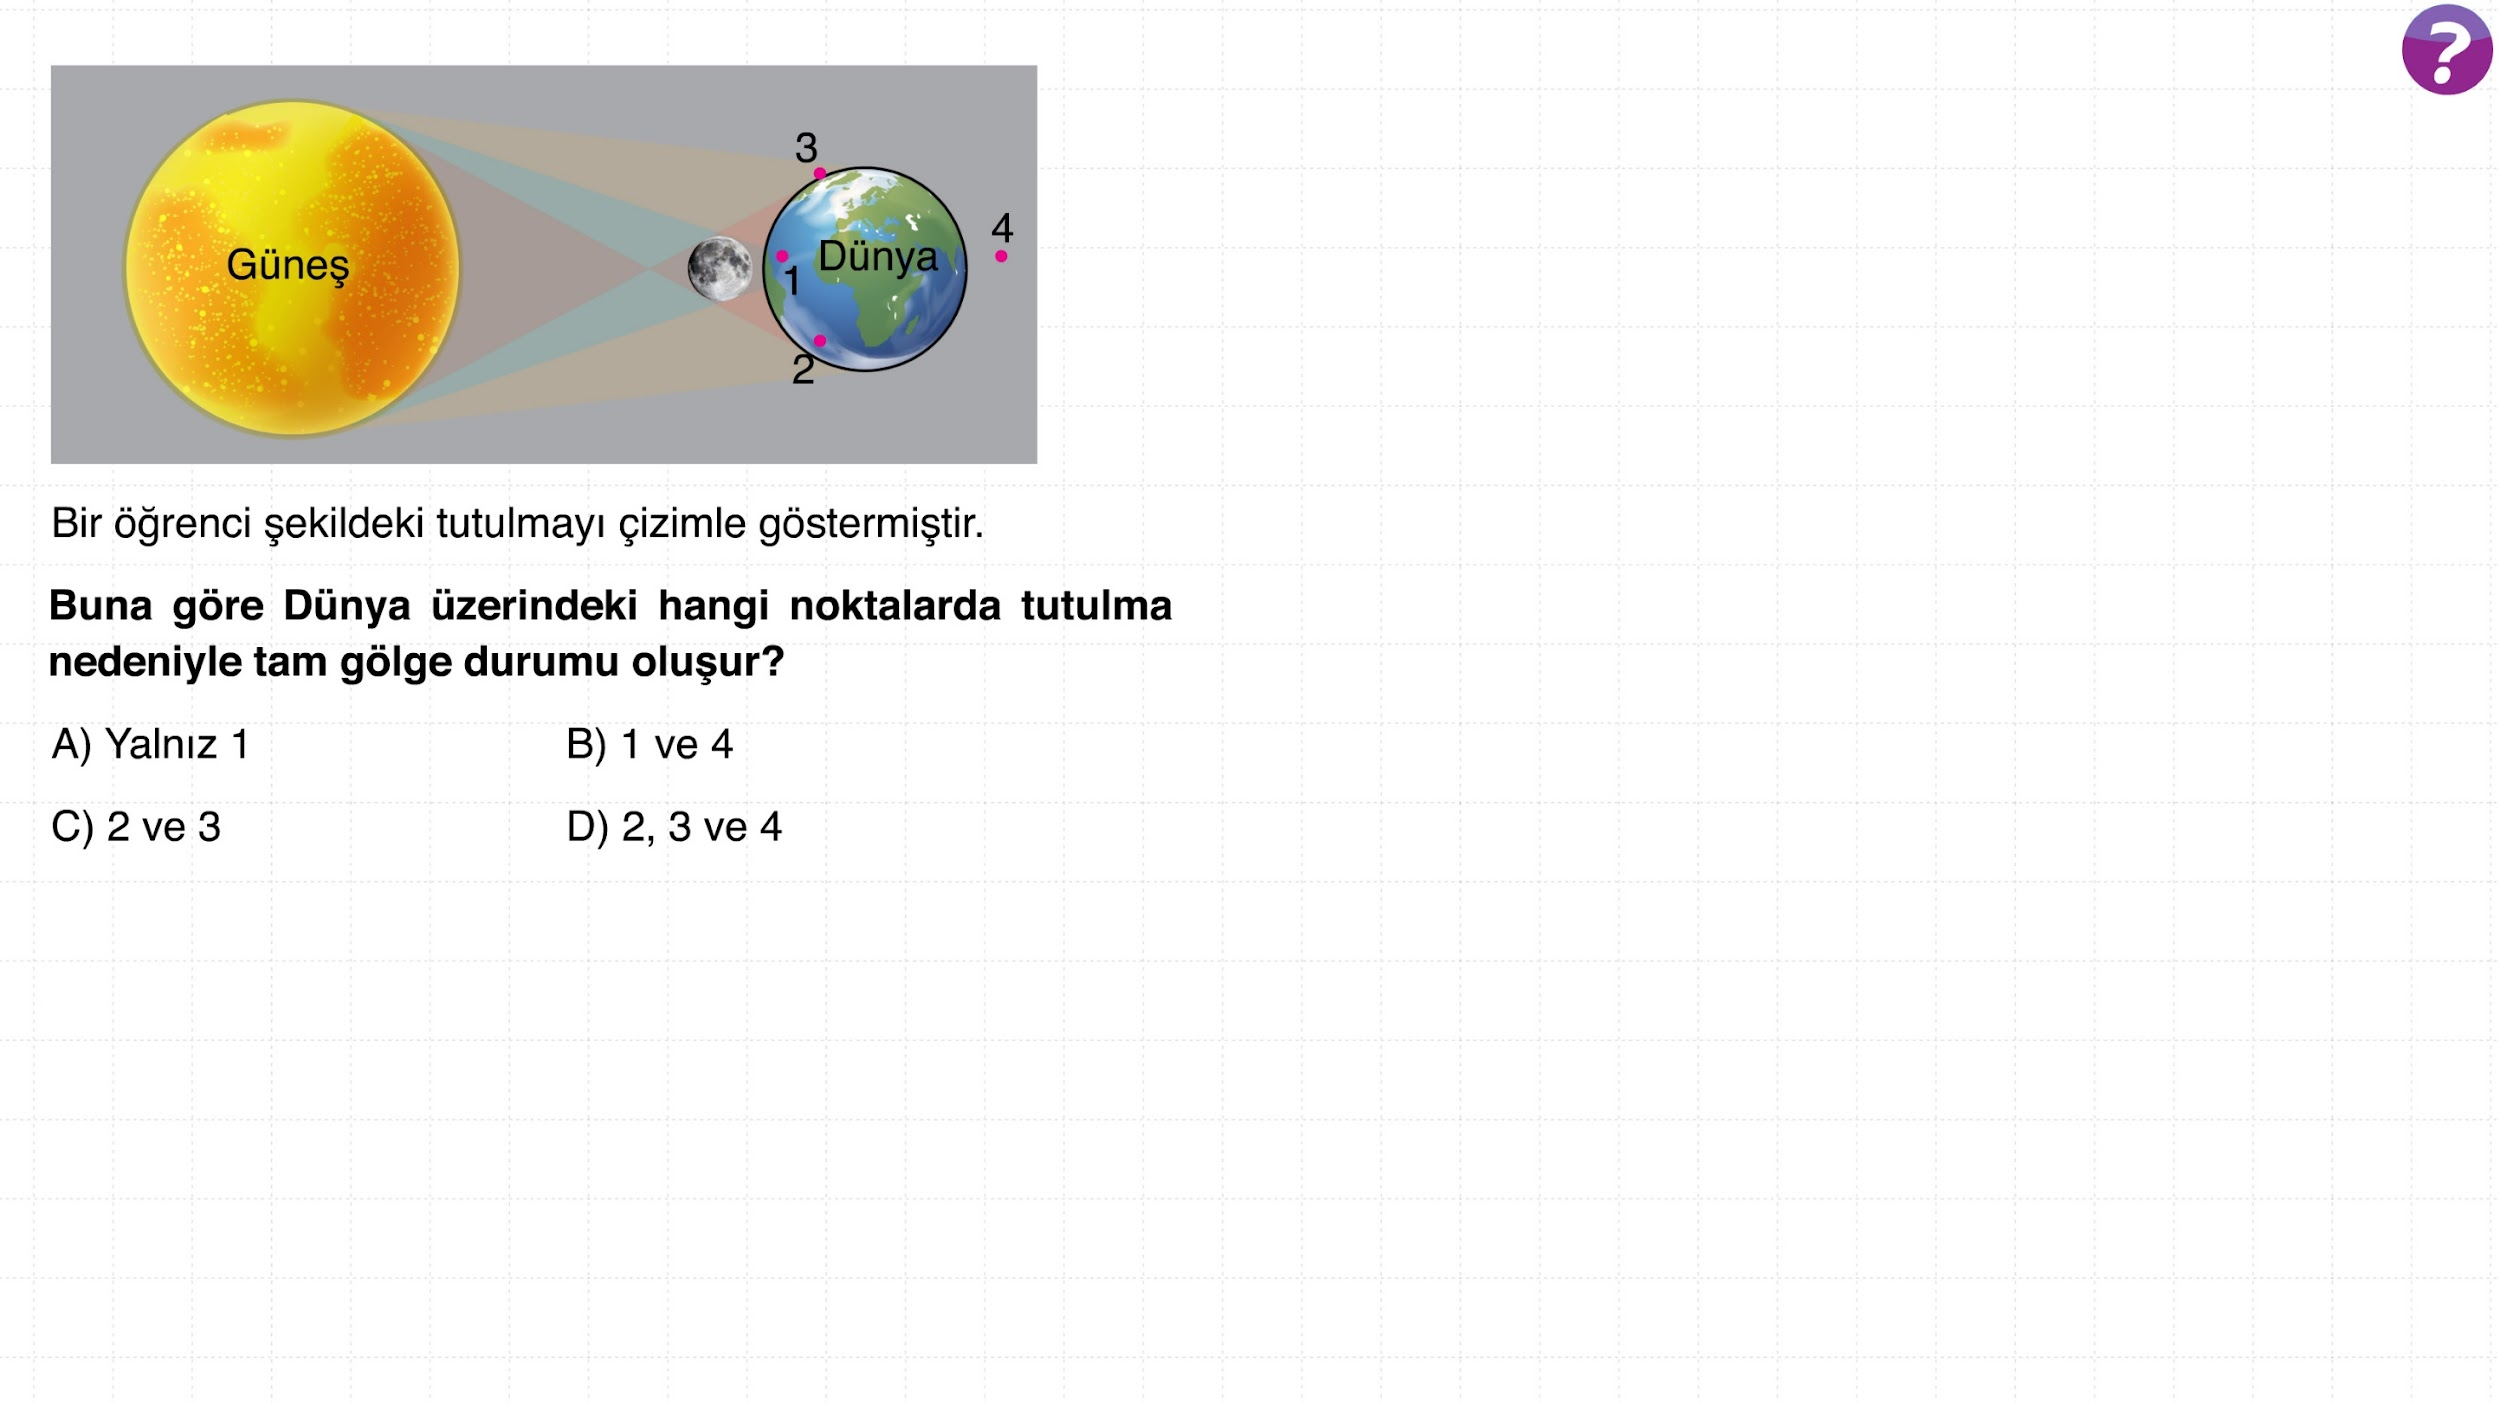 ?
3
4
Güneş
Dünya
1
2
Bir öğrenci şekildeki tutulmayı çizimle göstermiştir.
Buna göre Dünya üzerindeki hangi noktalarda tutulma
nedeniyle tam gölge durumu oluşur?
A) Yalnız 1
B) 1 ve 4
C) 2 ve 3
D) 2, 3 ve 4